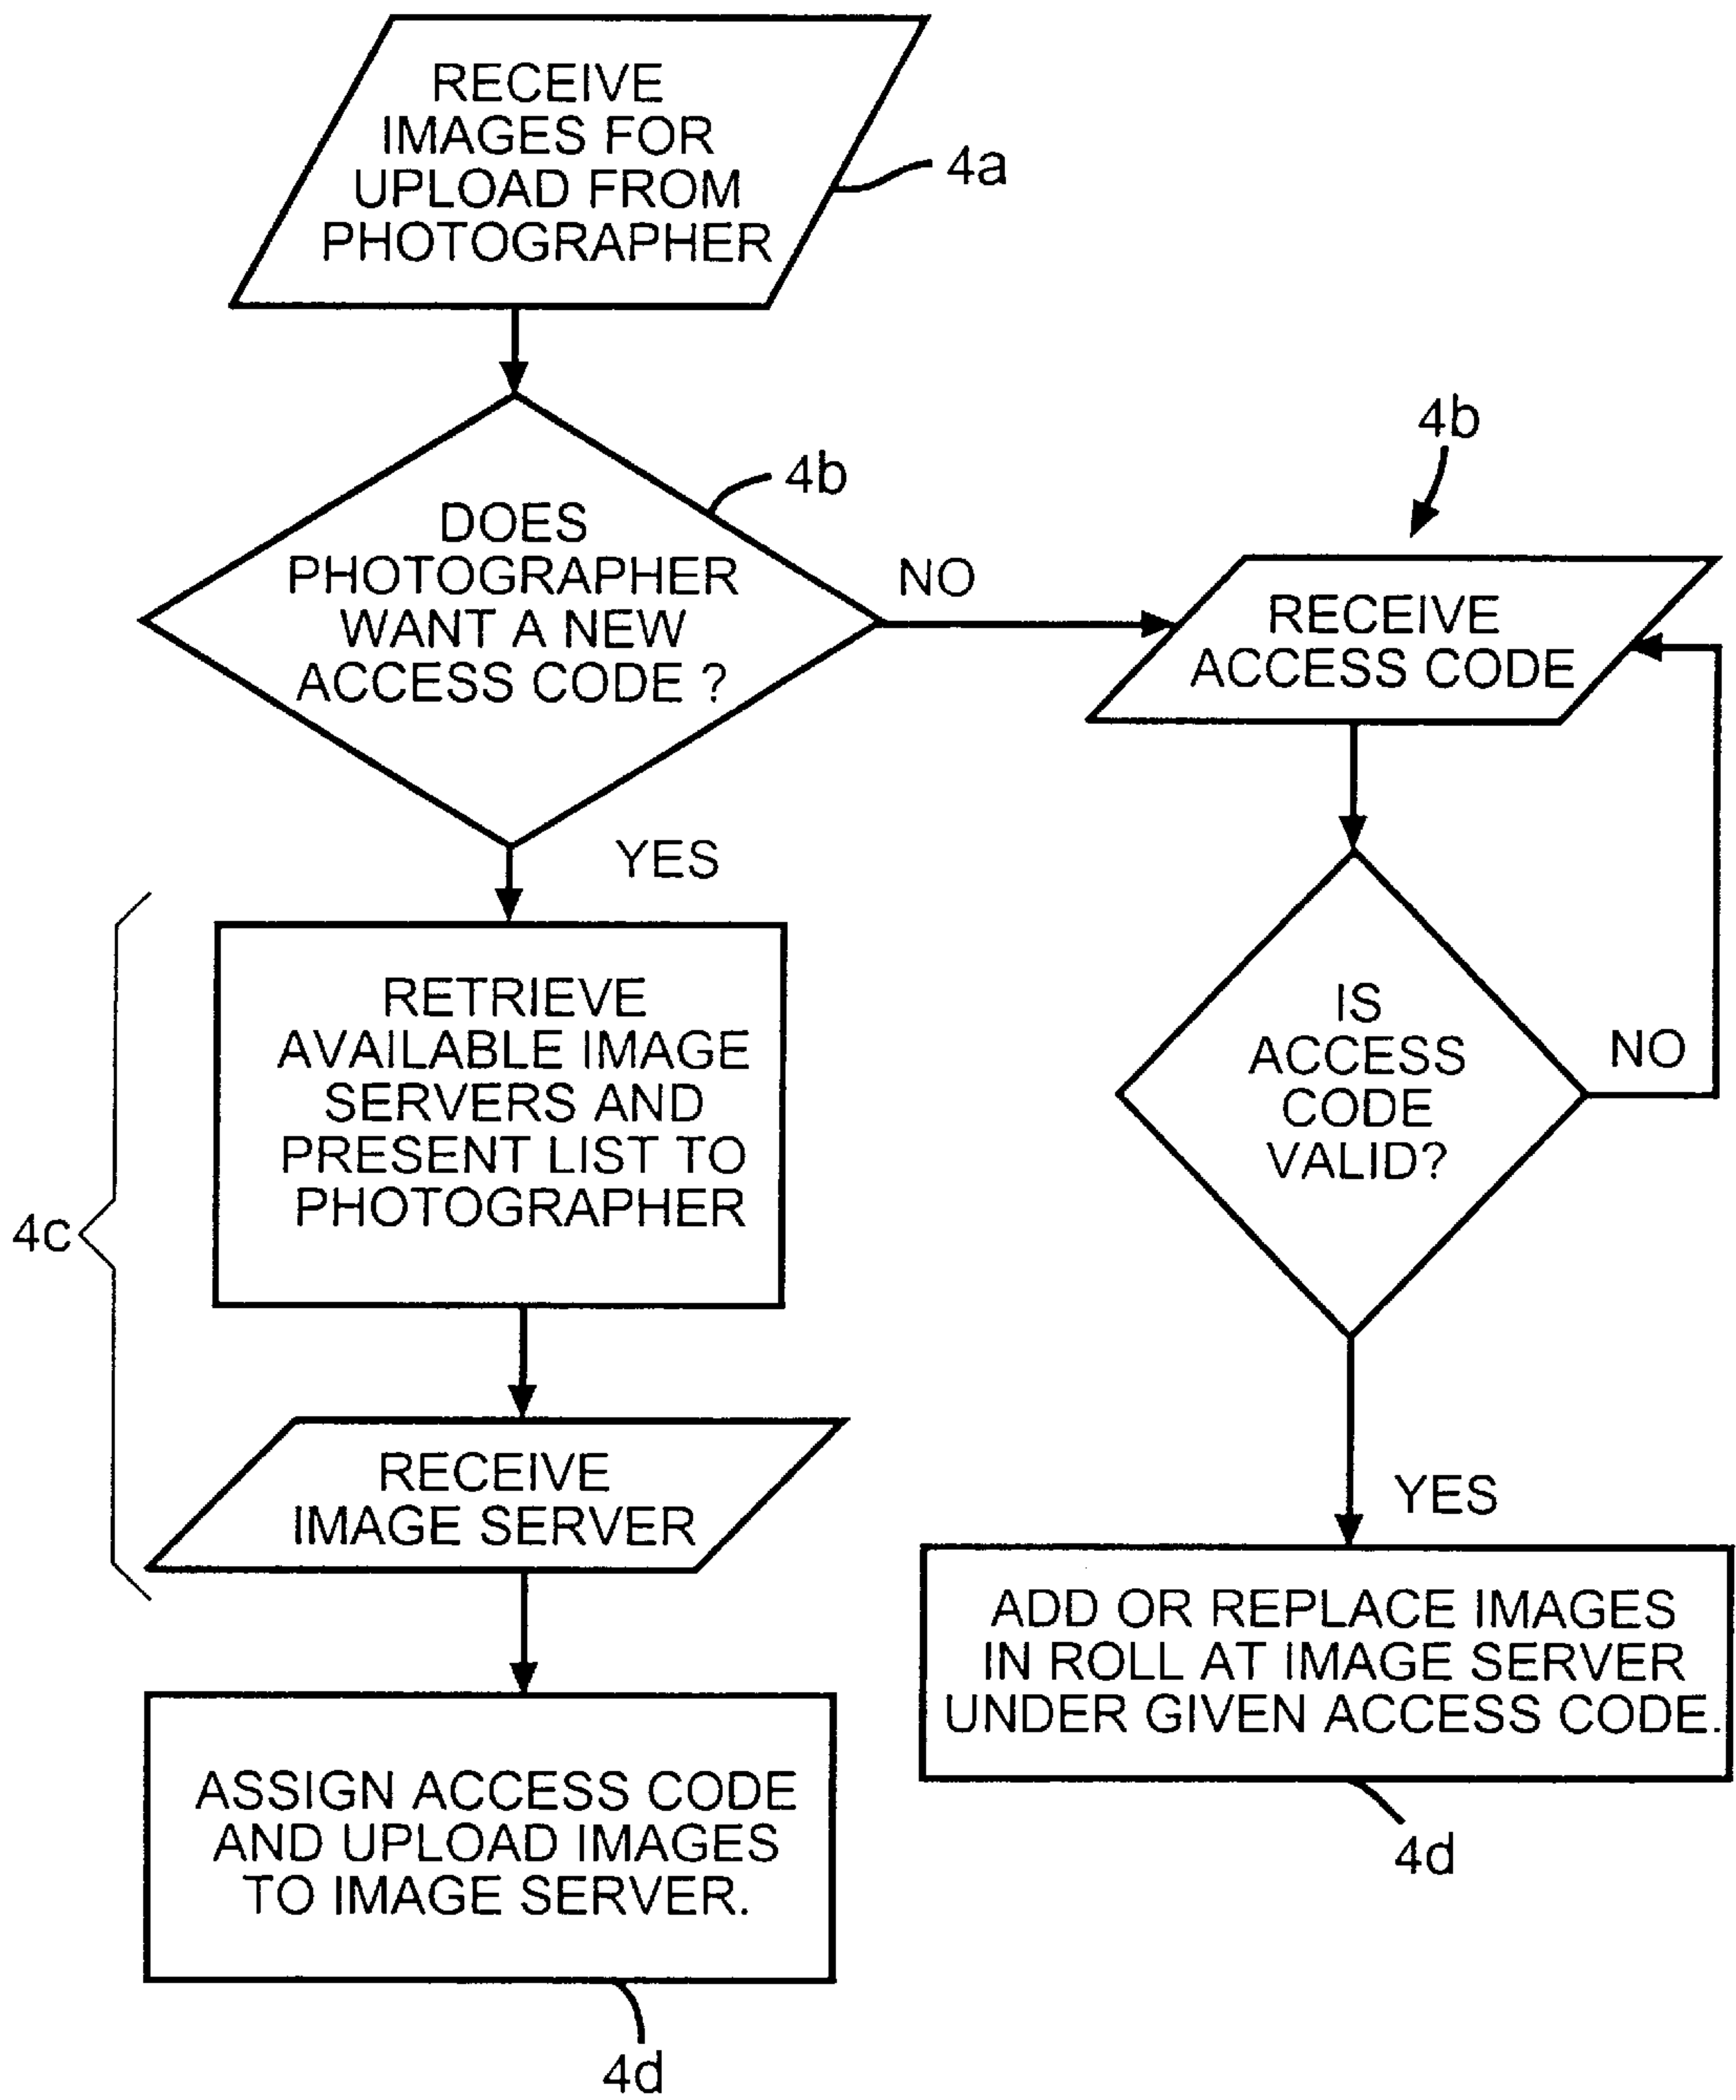 RECEIVE
IMAGES FOR
UPLOAD FROM
PHOTOGRAPHER
4a
DOES
PHOTOGRAPHER
WANT A NEW
ACCESS CODE ?
4b
NO
4b
RECEIVE
ACCESS CODE
YES
IS
ACCESS
CODE
VALID?
NO
4c
RETRIEVE
AVAILABLE IMAGE
SERVERS AND
PRESENT LIST TO
PHOTOGRAPHER
RECEIVE
IMAGE SERVER
YES
ADD OR REPLACE IMAGES
IN ROLL AT IMAGE SERVER
UNDER GIVEN ACCESS CODE.
4d
ASSIGN ACCESS CODE
AND UPLOAD IMAGES
TO IMAGE SERVER.
4d